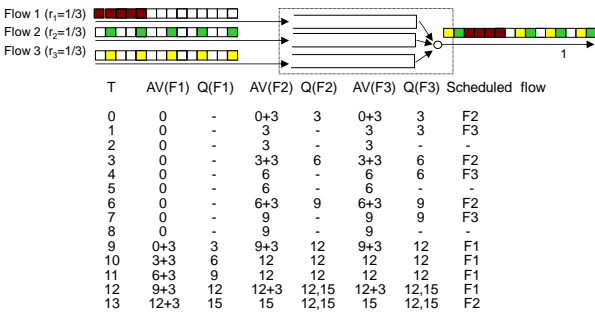 Flow 1 (r1=1/3)
Flow 2 (r2=1/3)
Flow 3 (r3=1/3)
1
T AV(F1) Q(F1) AV(F2) Q(F2) AV(F3) Q(F3) Scheduled flow
0 0 - 0+3 3 0+3 3 F2
1 0 - 3 - 3 3 F3
2 0 - 3 - 3 - -
3 0 - 3+3 6 3+3 6 F2
4 0 - 6 - 6 6 F3
5 0 - 6 - 6 - -
6 0 - 6+3 9 6+3 9 F2
7 0 - 9 - 9 9 F3
8 0 - 9 - 9 - -
9 0+3 3 9+3 12 9+3 12 F1
10 3+3 6 12 12 12 12 F1
11 6+3 9 12 12 12 12 F1
12 9+3 12 12+3 12,15 12+3 12,15 F1
13 12+3 15 15 12,15 15 12,15 F2